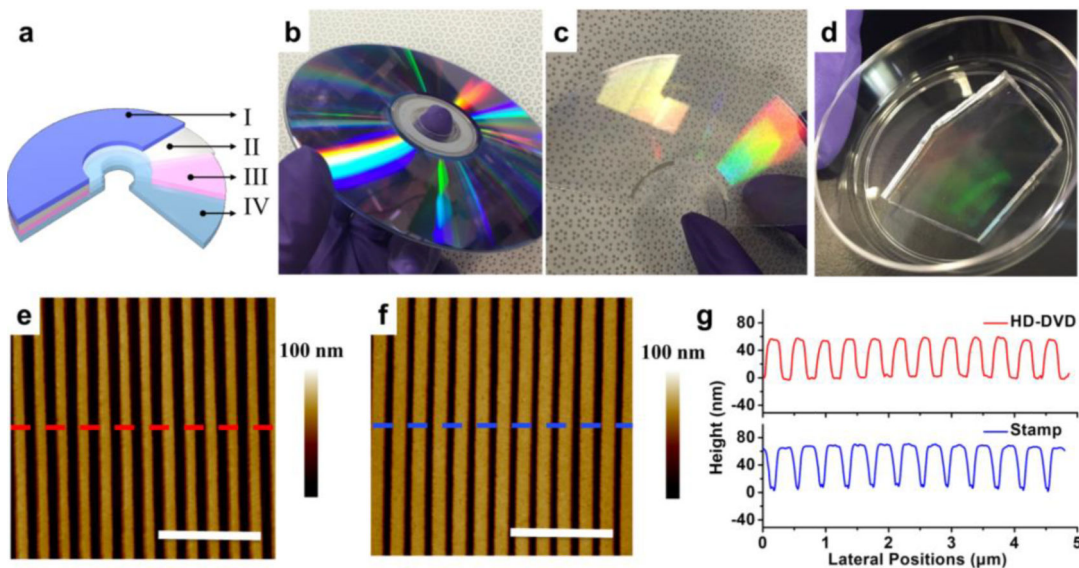 a
I
II
III
IV
b
c
d
e
100 nm
f
100 nm
g
HD-DVD
80
40
0
-40
Stamp
80
40
0
-40
Height (nm)
0 1 2 3 4 5
Lateral Positions (μm)